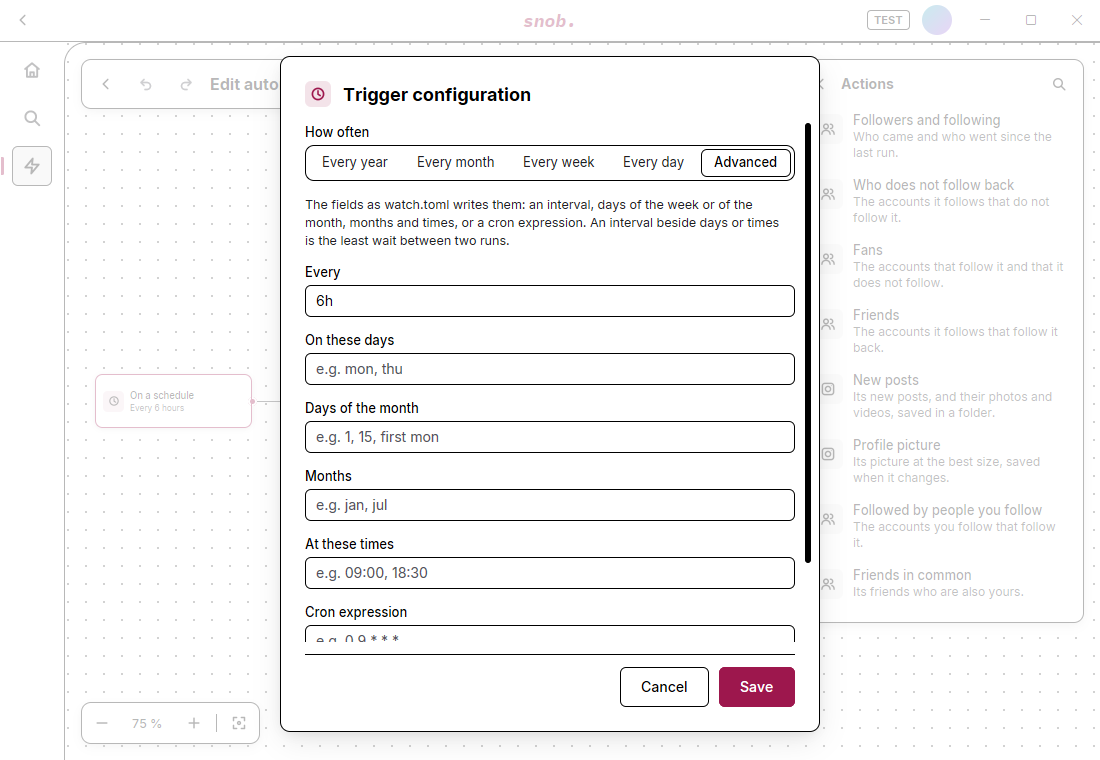 snob.
TEST
Edit auto
Trigger configuration
How often
Every year
Every month
Every week
Every day
Advanced
The fields as watch.toml writes them: an interval, days of the week or of the
month, months and times, or a cron expression. An interval beside days or times
is the least wait between two runs.
Every
6h
On these days
e.g. mon, thu
Days of the month
e.g. 1, 15, first mon
Months
e.g. jan, jul
At these times
e.g. 09:00, 18:30
Cron expression
e.g. 0 9 * * *
Cancel
Save
On a schedule
Every 6 hours
75 %
Actions
Followers and following
Who came and who went since the
last run.
Who does not follow back
The accounts it follows that do not
follow it.
Fans
The accounts that follow it and that it
does not follow.
Friends
The accounts it follows that follow it
back.
New posts
Its new posts, and their photos and
videos, saved in a folder.
Profile picture
Its picture at the best size, saved
when it changes.
Followed by people you follow
The accounts you follow that follow
it.
Friends in common
Its friends who are also yours.